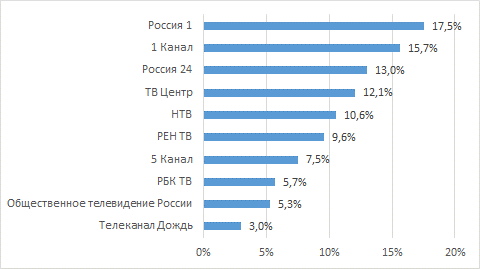 Россия 1 17,5%
1 Канал 15,7%
Россия 24 13,0%
ТВ Центр 12,1%
НТВ 10,6%
РЕН ТВ 9,6%
5 Канал 7,5%
РБК ТВ 5,7%
Общественное телевидение России 5,3%
Телеканал Дождь 3,0%
0% 5% 10% 15% 20%